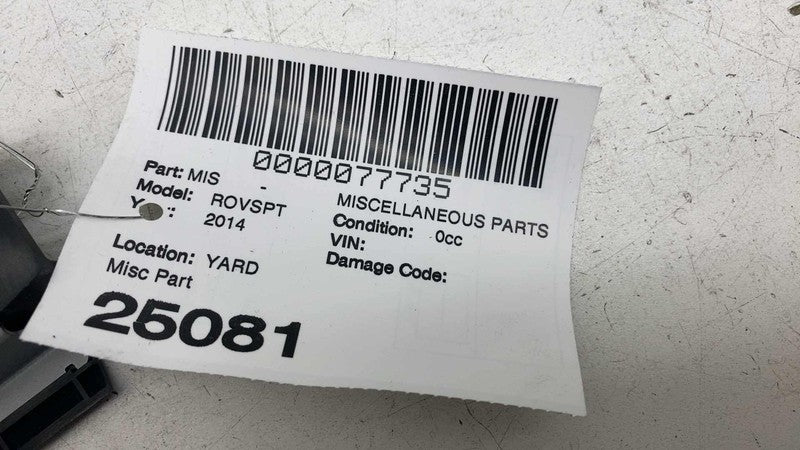 0000077735
Part: MIS - MISCELLANEOUS PARTS
Model: ROVSPT Condition: 0cc
2014 VIN:
Damage Code:
Location: YARD
Misc Part
25081